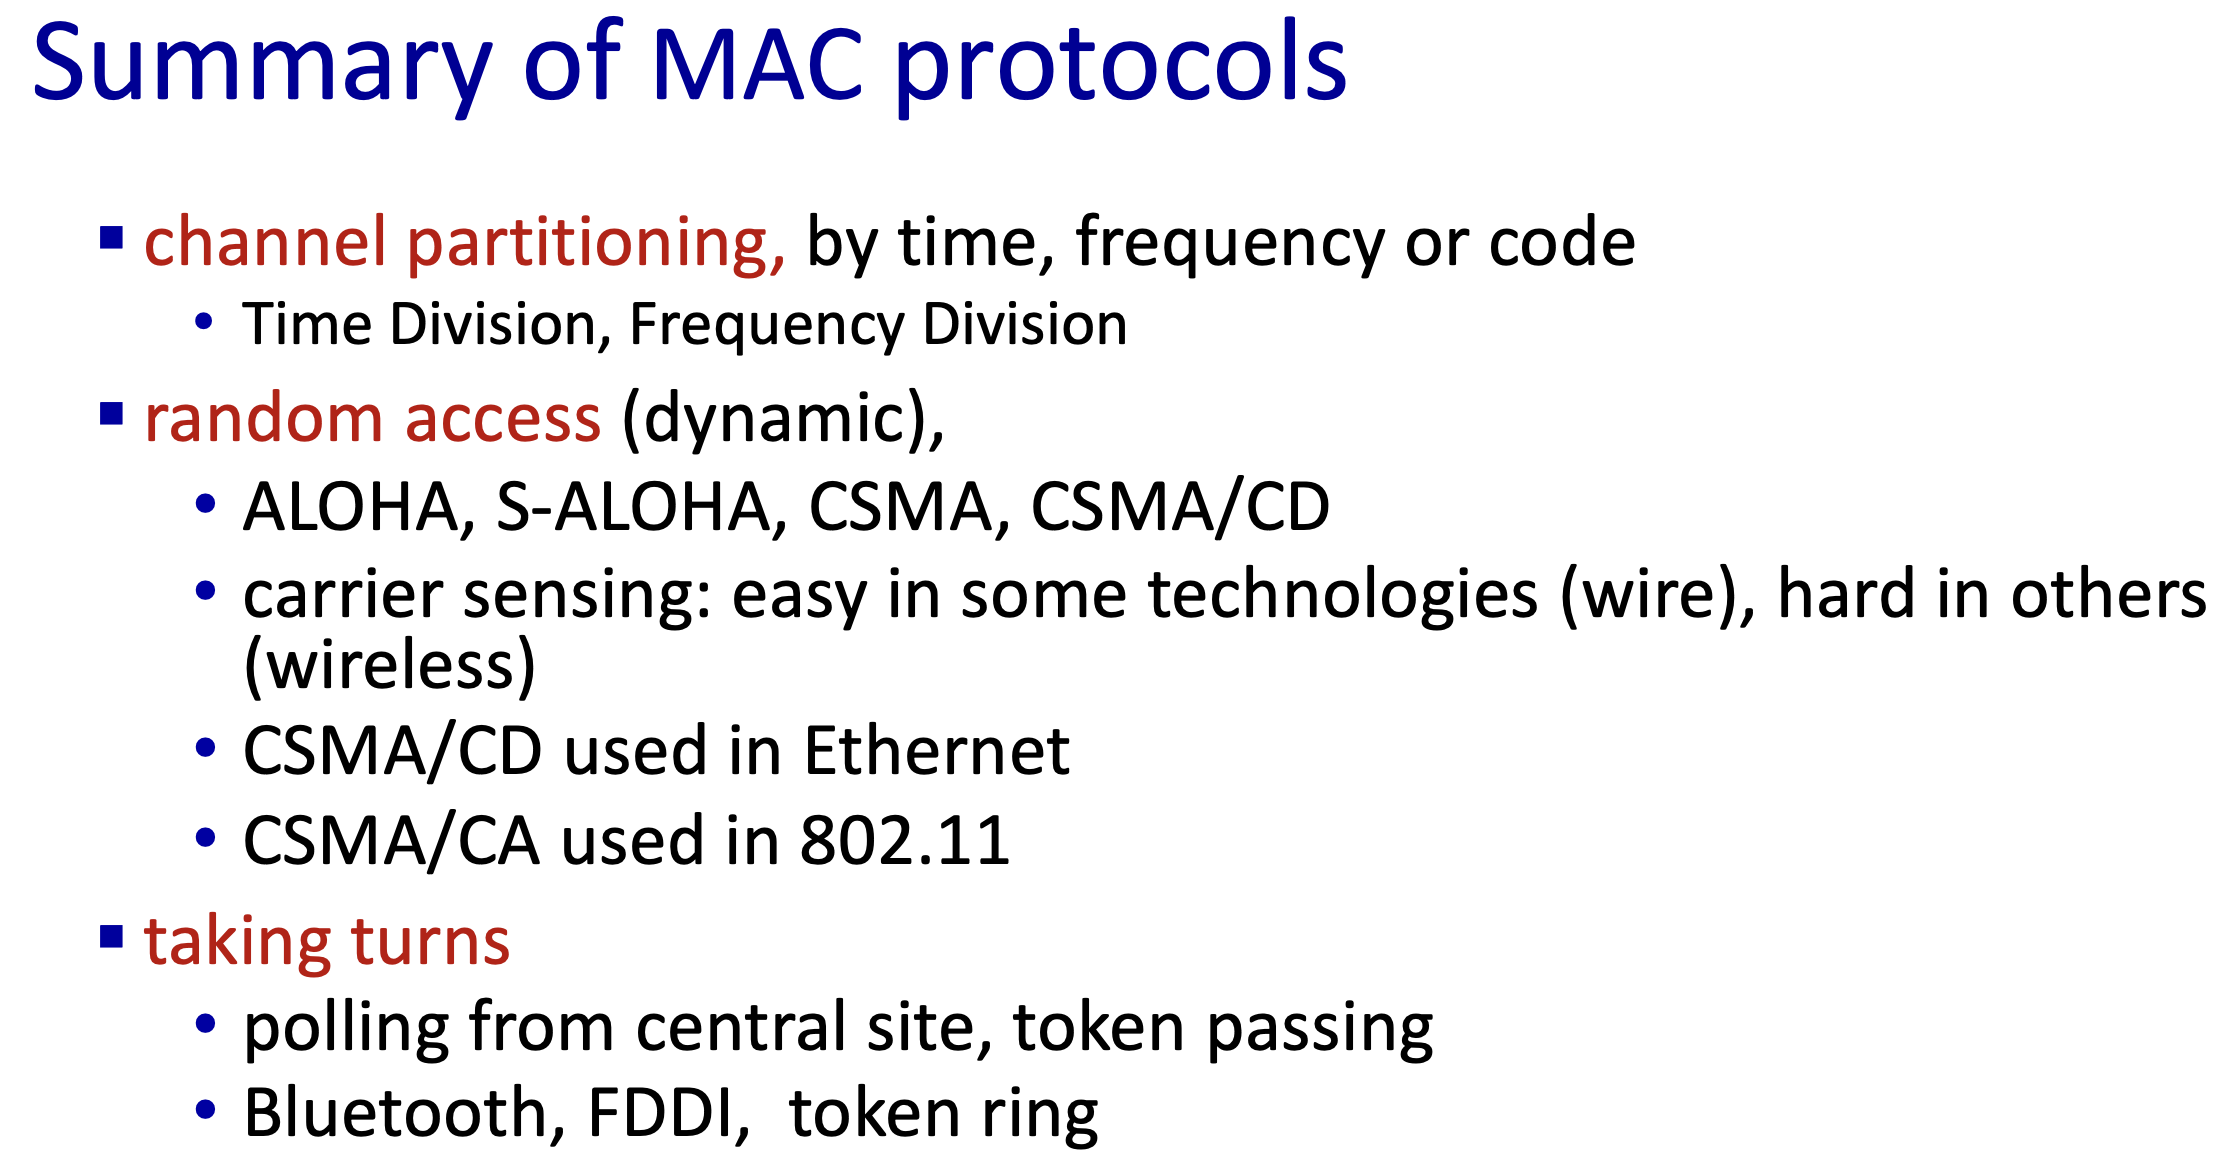 Summary of MAC protocols
channel partitioning, by time, frequency or code
Time Division, Frequency Division
random access (dynamic),
ALOHA, S-ALOHA, CSMA, CSMA/CD
carrier sensing: easy in some technologies (wire), hard in others
(wireless)
CSMA/CD used in Ethernet
CSMA/CA used in 802.11
taking turns
polling from central site, token passing
Bluetooth, FDDI, token ring